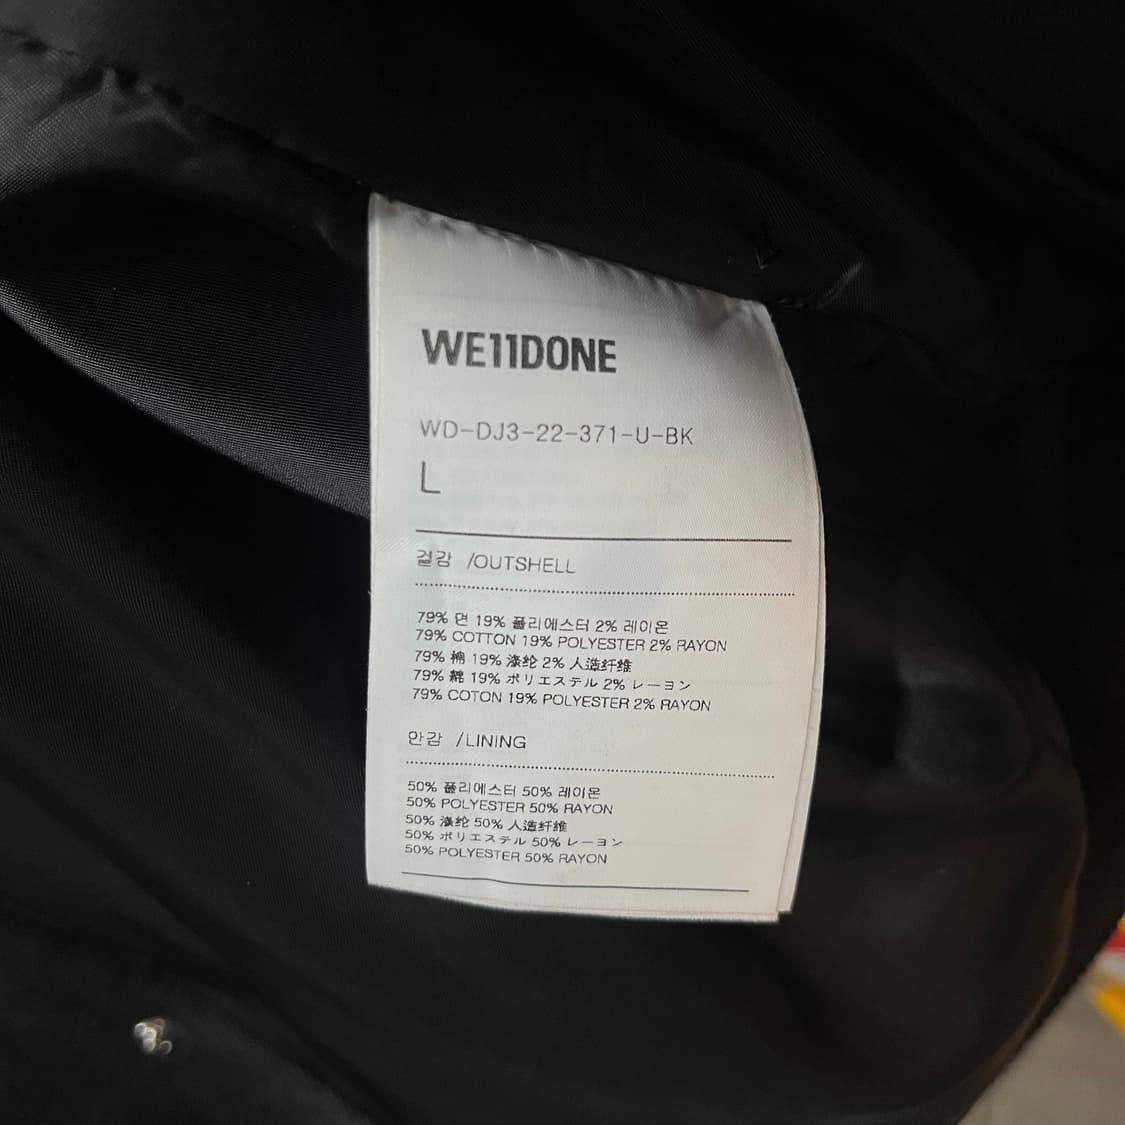 WE11DONE
WD-DJ3-22-371-U-BK
L
겉감 /OUTSHELL
79% 면 19% 폴리에스터 2% 레이온
79% COTTON 19% POLYESTER 2% RAYON
79% 棉 19% 涤纶 2% 人造纤维
79% 綿 19% ポリエステル 2% レーヨン
79% COTON 19% POLYESTER 2% RAYON
안감 /LINING
50% 폴리에스터 50% 레이온
50% POLYESTER 50% RAYON
50% 涤纶 50% 人造纤维
50% ポリエステル 50% レーヨン
50% POLYESTER 50% RAYON